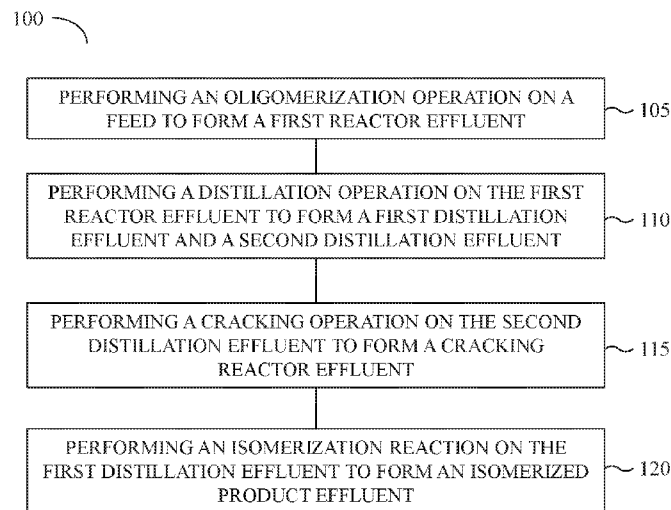 100
PERFORMING AN OLIGOMERIZATION OPERATION ON A
FEED TO FORM A FIRST REACTOR EFFLUENT
105
PERFORMING A DISTILLATION OPERATION ON THE FIRST
REACTOR EFFLUENT TO FORM A FIRST DISTILLATION
EFFLUENT AND A SECOND DISTILLATION EFFLUENT
110
PERFORMING A CRACKING OPERATION ON THE SECOND
DISTILLATION EFFLUENT TO FORM A CRACKING
REACTOR EFFLUENT
115
PERFORMING AN ISOMERIZATION REACTION ON THE
FIRST DISTILLATION EFFLUENT TO FORM AN ISOMERIZED
PRODUCT EFFLUENT
120